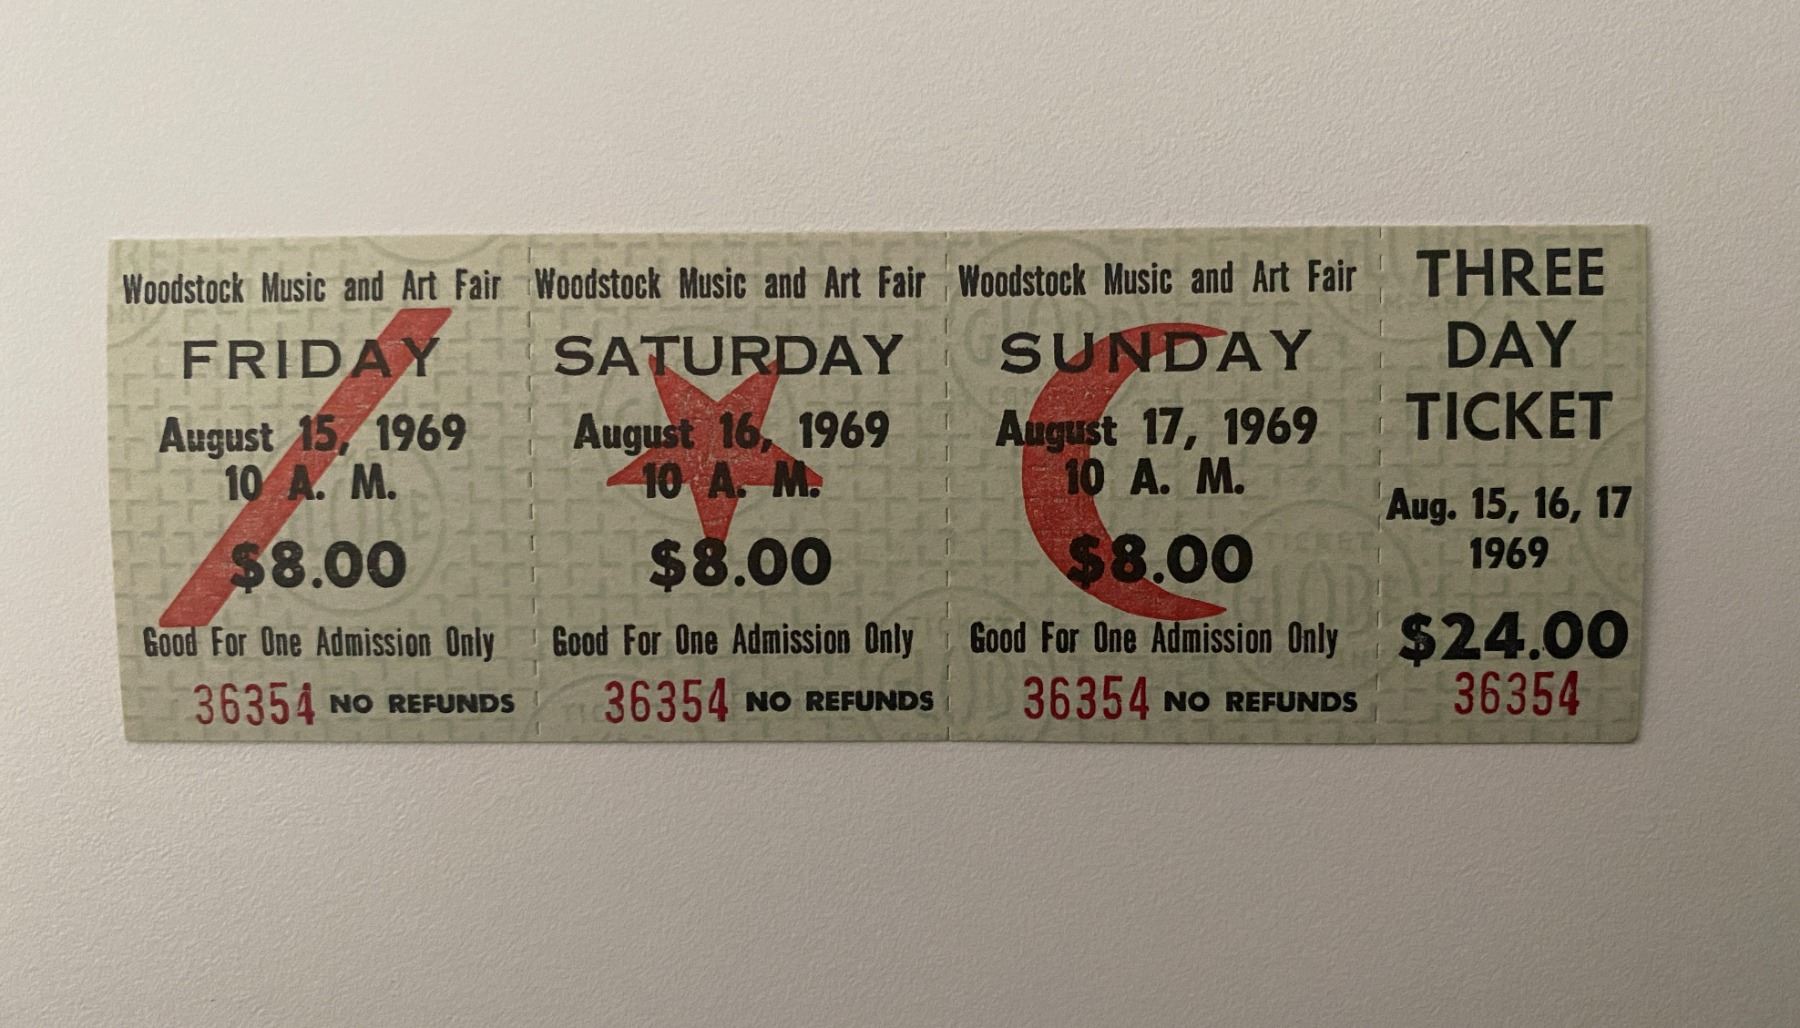 Woodstock Music and Art Fair
FRIDAY
August 15, 1969
10 A. M.
$8.00
Good For One Admission Only
36354 NO REFUNDS
Woodstock Music and Art Fair
SATURDAY
August 16, 1969
10 A. M.
$8.00
Good For One Admission Only
36354 NO REFUNDS
Woodstock Music and Art Fair
SUNDAY
August 17, 1969
10 A. M.
$8.00
Good For One Admission Only
36354 NO REFUNDS
THREE
DAY
TICKET
Aug. 15, 16, 17
1969
$24.00
36354